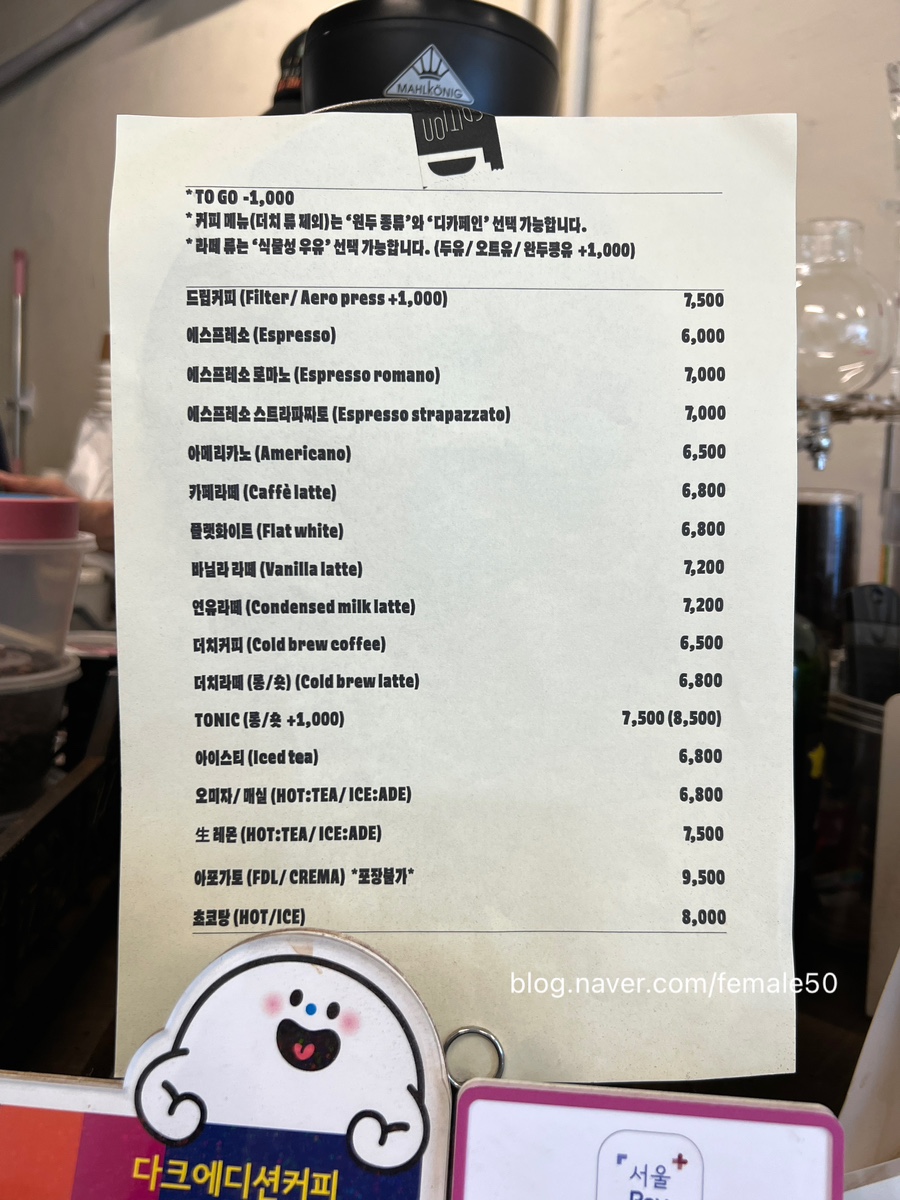 MAHLKÖNIG
DITION
* TO GO -1,000
* 커피 메뉴(더치 류 제외)는 ‘원두 종류’와 ‘디카페인’ 선택 가능합니다.
* 라떼 류는 ‘식물성 우유’ 선택 가능합니다. (두유/ 오트유/ 완두콩유 +1,000)
드립커피 (Filter/ Aero press +1,000) 7,500
에스프레소 (Espresso) 6,000
에스프레소 로마노 (Espresso romano) 7,000
에스프레소 스트라파짜토 (Espresso strapazzato) 7,000
아메리카노 (Americano) 6,500
카페라떼 (Caffè latte) 6,800
플랫화이트 (Flat white) 6,800
바닐라 라떼 (Vanilla latte) 7,200
연유라떼 (Condensed milk latte) 7,200
더치커피 (Cold brew coffee) 6,500
더치라떼 (롱/숏) (Cold brew latte) 6,800
TONIC (롱/숏 +1,000) 7,500 (8,500)
아이스티 (Iced tea) 6,800
오미자/ 매실 (HOT:TEA/ ICE:ADE) 6,800
生 레몬 (HOT:TEA/ ICE:ADE) 7,500
아포가토 (FDL/ CREMA) *포장불가* 9,500
초코탕 (HOT/ICE) 8,000
blog.naver.com/female50
다크에디션커피
서울
Pay